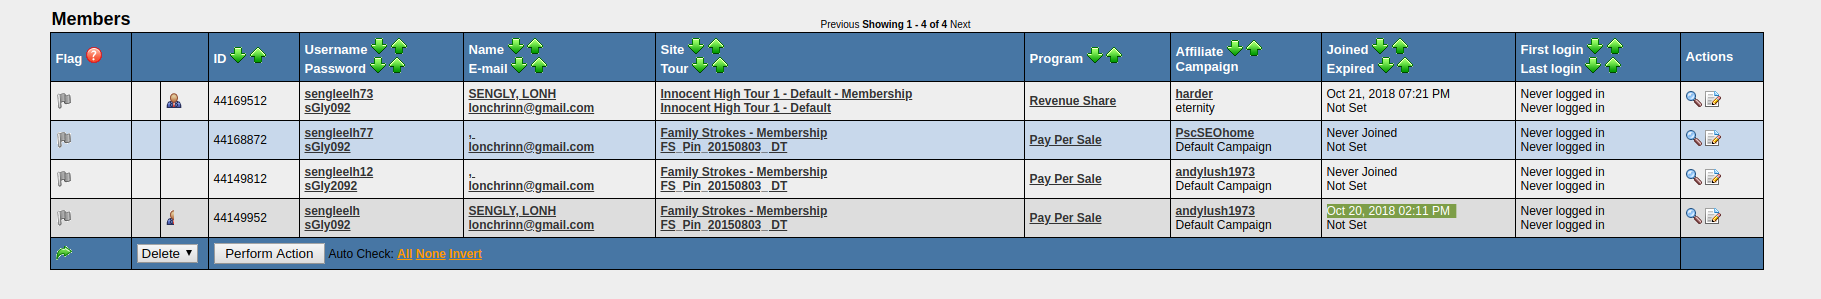 Members
Previous Showing 1 - 4 of 4 Next
Flag ? ID Username Name Site Program Affiliate Joined First login Actions
Password E-mail Tour Campaign Expired Last login
44169512 sengleelh73 SENGLY, LONH Innocent High Tour 1 - Default - Membership Revenue Share harder Oct 21, 2018 07:21 PM Never logged in
sGly092 lonchrinn@gmail.com Innocent High Tour 1 - Default eternity Not Set Never logged in
44168872 sengleelh77 , Family Strokes - Membership Pay Per Sale PscSEOhome Never Joined Never logged in
sGly092 lonchrinn@gmail.com FS_Pin_20150803_ DT Default Campaign Not Set Never logged in
44149812 sengleelh12 , Family Strokes - Membership Pay Per Sale andylush1973 Never Joined Never logged in
sGly2092 lonchrinn@gmail.com FS_Pin_20150803_ DT Default Campaign Not Set Never logged in
44149952 sengleelh SENGLY, LONH Family Strokes - Membership Pay Per Sale andylush1973 Oct 20, 2018 02:11 PM Never logged in
sGly092 lonchrinn@gmail.com FS_Pin_20150803_ DT Default Campaign Not Set Never logged in
Delete Perform Action Auto Check: All None Invert